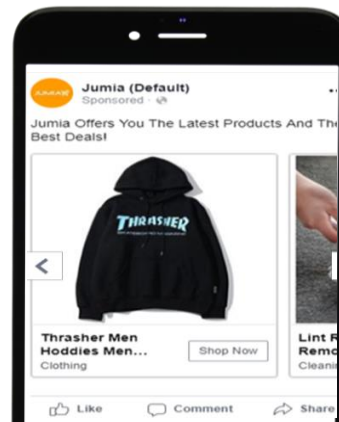 JUMIA
Jumia (Default)
Sponsored ·
Jumia Offers You The Latest Products And The
Best Deals!
THRASHER
Thrasher Men
Hoddies Men...
Clothing
Shop Now
Lint R
Remo
Cleanin
Like
Comment
Share